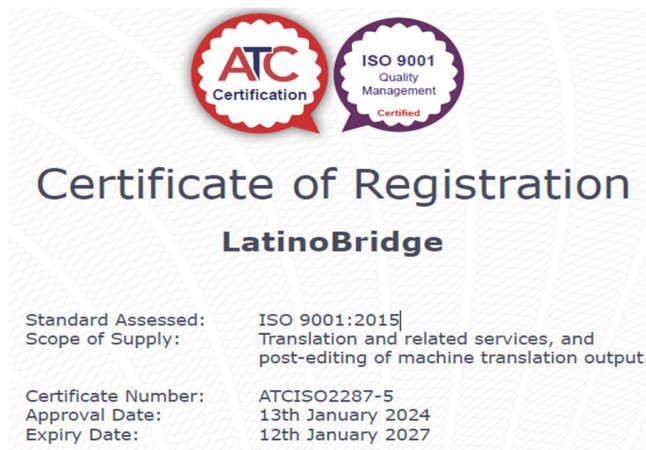 ATC
Certification
ISO 9001
Quality
Management
Certified
Certificate of Registration
LatinoBridge
Standard Assessed: ISO 9001:2015
Scope of Supply: Translation and related services, and
post-editing of machine translation output.
Certificate Number: ATCISO2287-5
Approval Date: 13th January 2024
Expiry Date: 12th January 2027